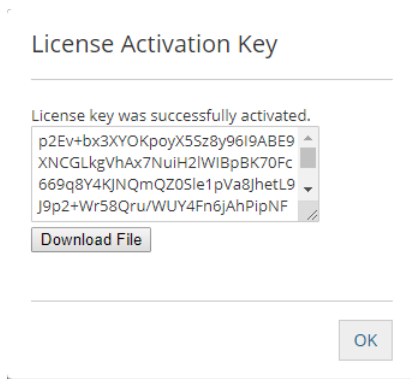 License Activation Key
License key was successfully activated.
p2Ev+bx3XYOKpoyX5Sz8y96I9ABE9
XNCGLkgVhAx7NuiH2lWIBpBK70Fc
669q8Y4KJNQmQZ0Sle1pVa8JhetL9
J9p2+Wr58Qru/WUY4Fn6jAhPipNF
Download File
OK